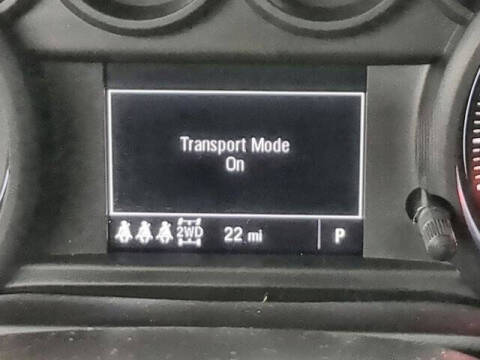 Transport Mode
On
2WD 22 mi P